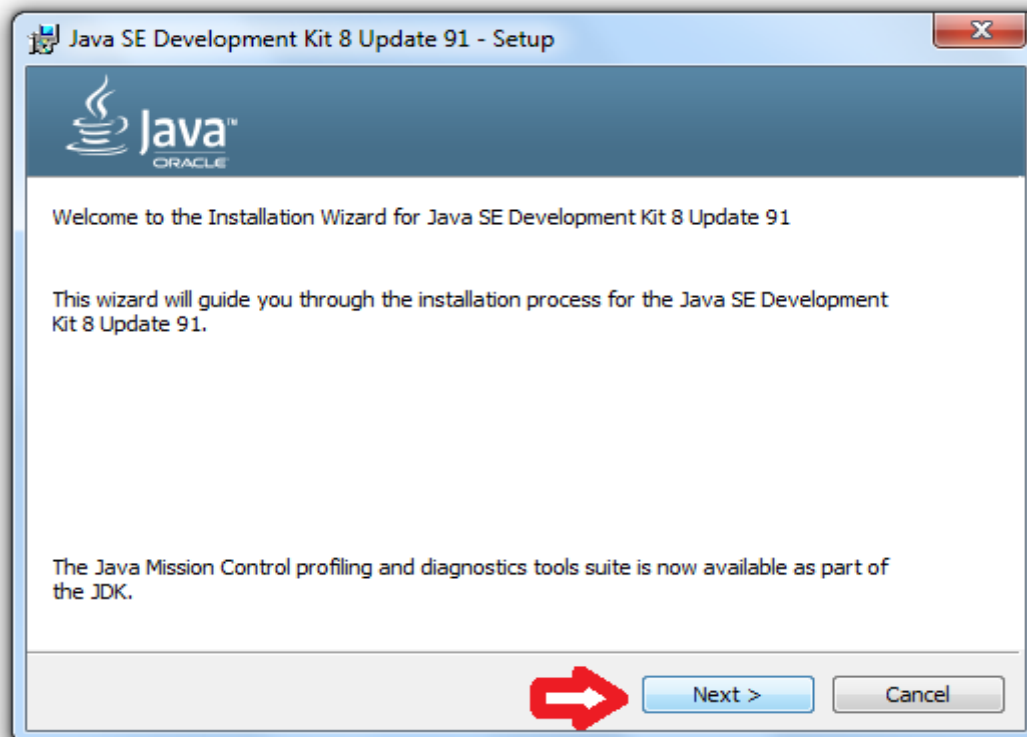 Java SE Development Kit 8 Update 91 - Setup
Java™
ORACLE
Welcome to the Installation Wizard for Java SE Development Kit 8 Update 91
This wizard will guide you through the installation process for the Java SE Development
Kit 8 Update 91.
The Java Mission Control profiling and diagnostics tools suite is now available as part of
the JDK.
Next > Cancel